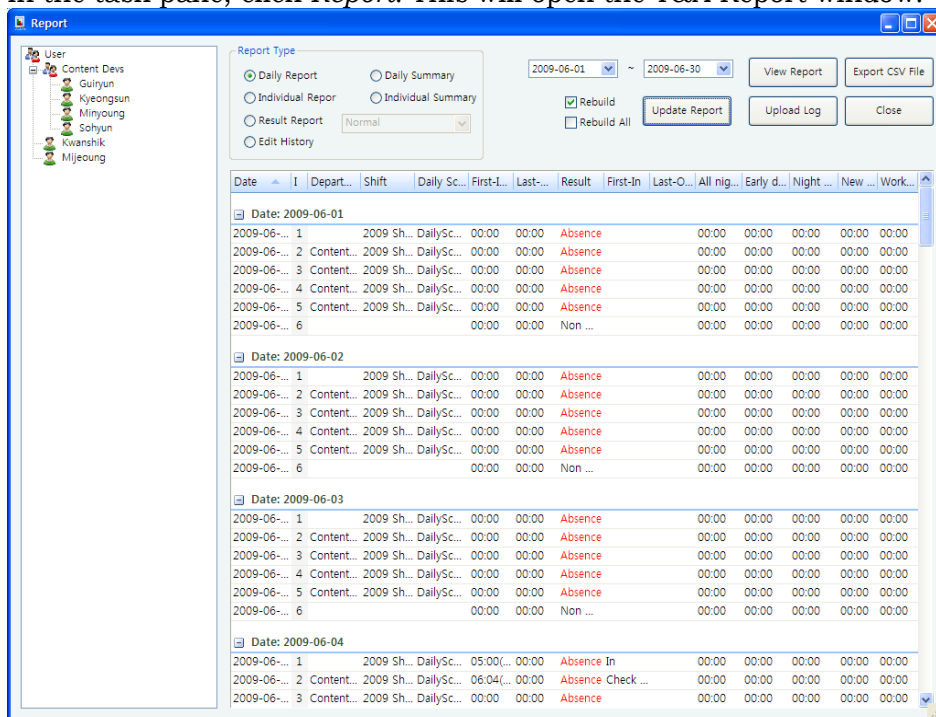 in the task pane, click Report. This will open the T&A Report window.
Report
User
Content Devs
Guiryun
Kyeongsun
Minyoung
Sohyun
Kwanshik
Mijeoung
Report Type
Daily Report Daily Summary
Individual Repor Individual Summary
Result Report Normal
Edit History
2009-06-01 ~ 2009-06-30
Rebuild
Rebuild All
Update Report
View Report Export CSV File
Upload Log Close
Date I Depart... Shift Daily Sc... First-I... Last-... Result First-In Last-O... All nig... Early d... Night ... New ... Work...
Date: 2009-06-01
2009-06-... 1 2009 Sh... DailySc... 00:00 00:00 Absence 00:00 00:00 00:00 00:00 00:00
2009-06-... 2 Content... 2009 Sh... DailySc... 00:00 00:00 Absence 00:00 00:00 00:00 00:00 00:00
2009-06-... 3 Content... 2009 Sh... DailySc... 00:00 00:00 Absence 00:00 00:00 00:00 00:00 00:00
2009-06-... 4 Content... 2009 Sh... DailySc... 00:00 00:00 Absence 00:00 00:00 00:00 00:00 00:00
2009-06-... 5 Content... 2009 Sh... DailySc... 00:00 00:00 Absence 00:00 00:00 00:00 00:00 00:00
2009-06-... 6 00:00 00:00 Non ... 00:00 00:00 00:00 00:00 00:00
Date: 2009-06-02
2009-06-... 1 2009 Sh... DailySc... 00:00 00:00 Absence 00:00 00:00 00:00 00:00 00:00
2009-06-... 2 Content... 2009 Sh... DailySc... 00:00 00:00 Absence 00:00 00:00 00:00 00:00 00:00
2009-06-... 3 Content... 2009 Sh... DailySc... 00:00 00:00 Absence 00:00 00:00 00:00 00:00 00:00
2009-06-... 4 Content... 2009 Sh... DailySc... 00:00 00:00 Absence 00:00 00:00 00:00 00:00 00:00
2009-06-... 5 Content... 2009 Sh... DailySc... 00:00 00:00 Absence 00:00 00:00 00:00 00:00 00:00
2009-06-... 6 00:00 00:00 Non ... 00:00 00:00 00:00 00:00 00:00
Date: 2009-06-03
2009-06-... 1 2009 Sh... DailySc... 00:00 00:00 Absence 00:00 00:00 00:00 00:00 00:00
2009-06-... 2 Content... 2009 Sh... DailySc... 00:00 00:00 Absence 00:00 00:00 00:00 00:00 00:00
2009-06-... 3 Content... 2009 Sh... DailySc... 00:00 00:00 Absence 00:00 00:00 00:00 00:00 00:00
2009-06-... 4 Content... 2009 Sh... DailySc... 00:00 00:00 Absence 00:00 00:00 00:00 00:00 00:00
2009-06-... 5 Content... 2009 Sh... DailySc... 00:00 00:00 Absence 00:00 00:00 00:00 00:00 00:00
2009-06-... 6 00:00 00:00 Non ... 00:00 00:00 00:00 00:00 00:00
Date: 2009-06-04
2009-06-... 1 2009 Sh... DailySc... 05:00(... 00:00 Absence In 00:00 00:00 00:00 00:00 00:00
2009-06-... 2 Content... 2009 Sh... DailySc... 06:04(... 00:00 Absence Check ... 00:00 00:00 00:00 00:00 00:00
2009-06-... 3 Content... 2009 Sh... DailySc... 00:00 00:00 Absence 00:00 00:00 00:00 00:00 00:00